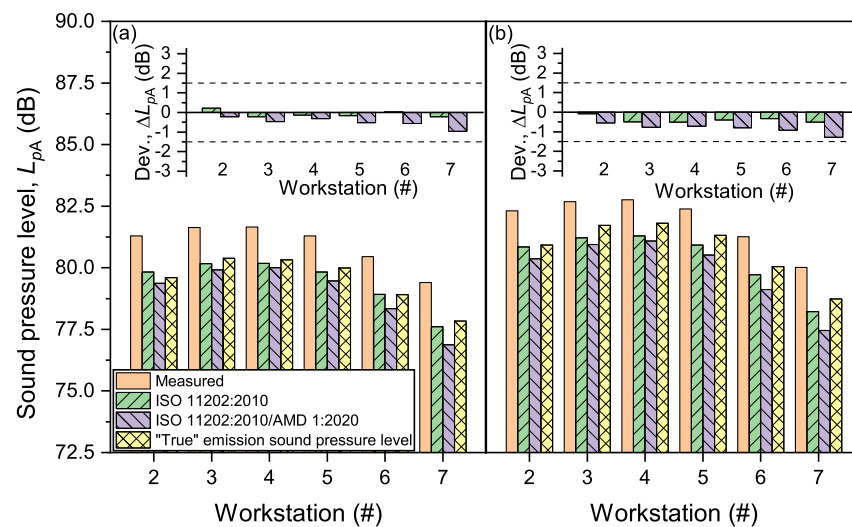 90.0
87.5
85.0
82.5
80.0
77.5
75.0
72.5
Sound pressure level, LpA (dB)
(a)
3
2
1
0
-1
-2
-3
Dev., ΔLpA (dB)
2 3 4 5 6 7
Workstation (#)
(b)
3
2
1
0
-1
-2
-3
Dev., ΔLpA (dB)
2 3 4 5 6 7
Workstation (#)
Measured
ISO 11202:2010
ISO 11202:2010/AMD 1:2020
"True" emission sound pressure level
2 3 4 5 6 7
Workstation (#)
2 3 4 5 6 7
Workstation (#)